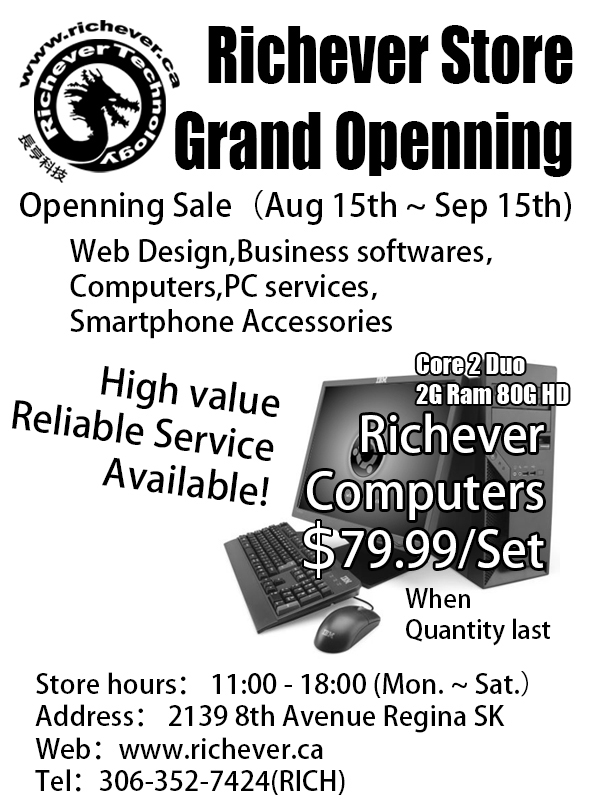 www.richever.ca
Richever Technology
長亨科技
Richever Store
Grand Openning
Openning Sale（Aug 15th ~ Sep 15th)
Web Design,Business softwares,
Computers,PC services,
Smartphone Accessories
High value
Reliable Service
Available!
Core 2 Duo
2G Ram 80G HD
Richever
Computers
$79.99/Set
When
Quantity last
Store hours： 11:00 - 18:00 (Mon. ~ Sat.）
Address： 2139 8th Avenue Regina SK
Web：www.richever.ca
Tel：306-352-7424(RICH)